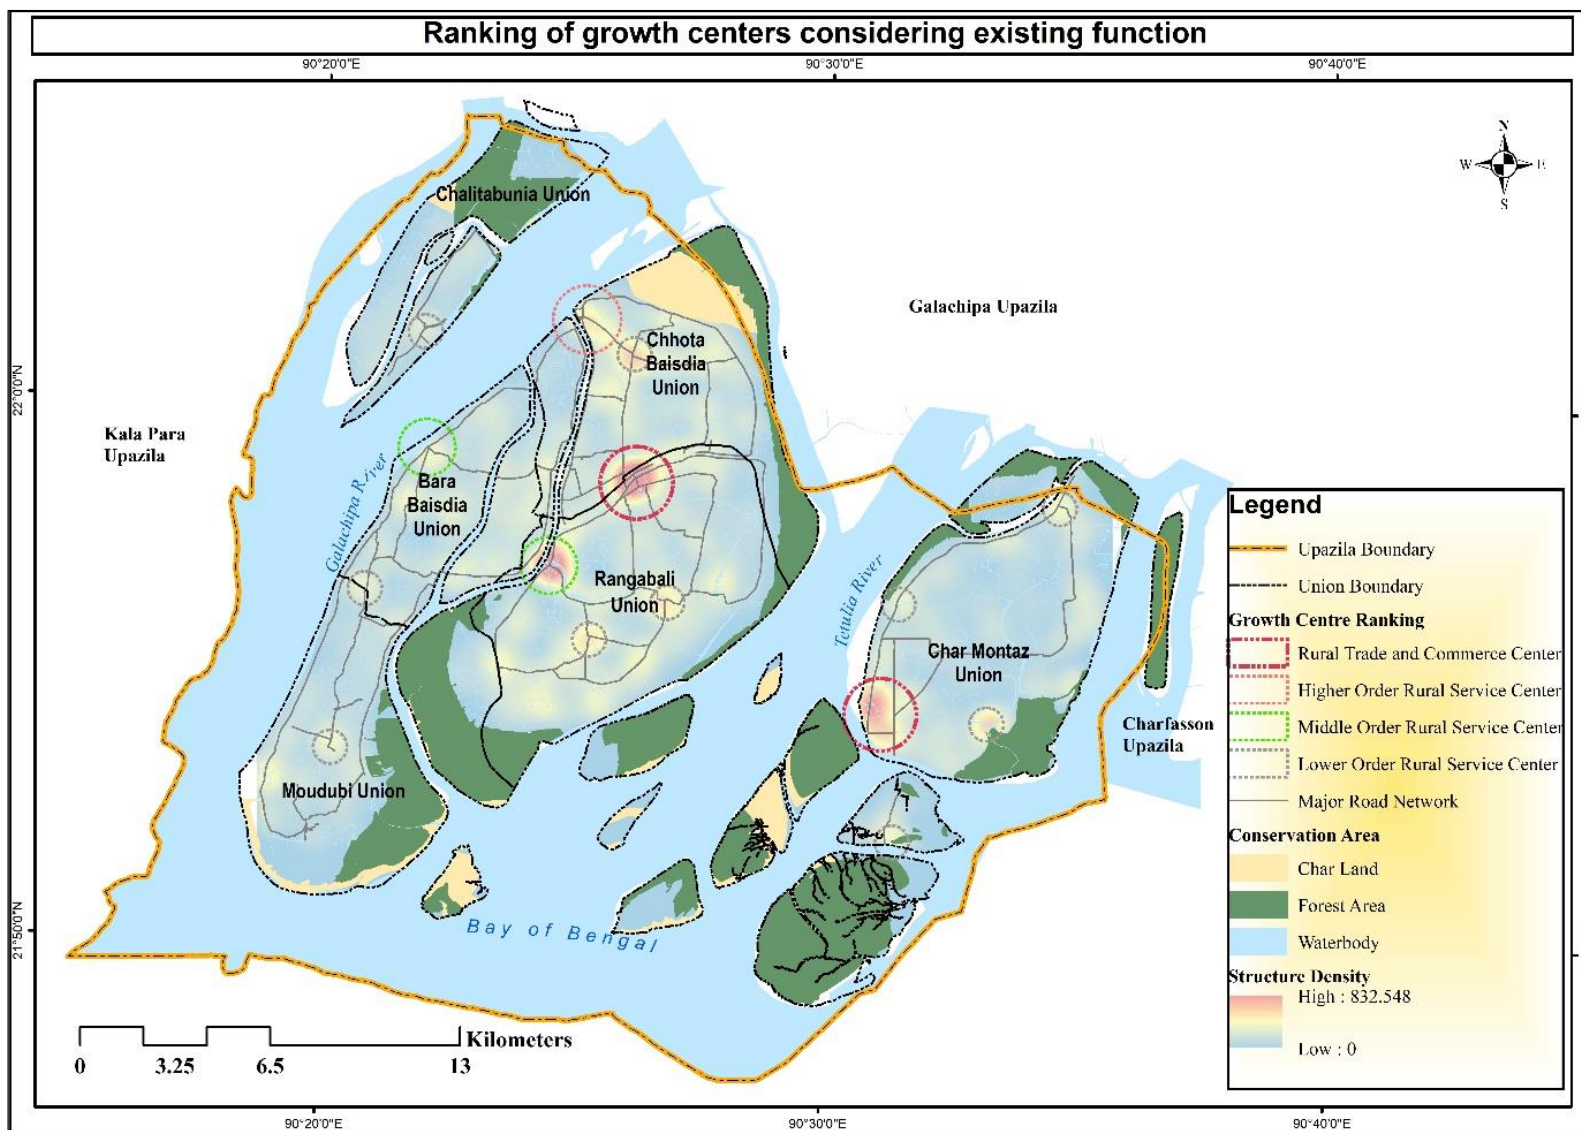 Ranking of growth centers considering existing function
90°20'0"E
90°30'0"E
90°40'0"E
N
W
E
S
Chalitabunia Union
Galachipa Upazila
Chhota
Baisdia
Union
22°0'0"N
Kala Para
Upazila
Bara
Baisdia
Union
Galachipa River
Rangabali
Union
Tetulia River
Char Montaz
Union
Charfasson
Upazila
Moudubi Union
21°50'0"N
Bay of Bengal
Kilometers
0
3.25
6.5
13
Legend
Upazila Boundary
Union Boundary
Growth Centre Ranking
Rural Trade and Commerce Center
Higher Order Rural Service Center
Middle Order Rural Service Center
Lower Order Rural Service Center
Major Road Network
Conservation Area
Char Land
Forest Area
Waterbody
Structure Density
High : 832.548
Low : 0
90°20'0"E
90°30'0"E
90°40'0"E